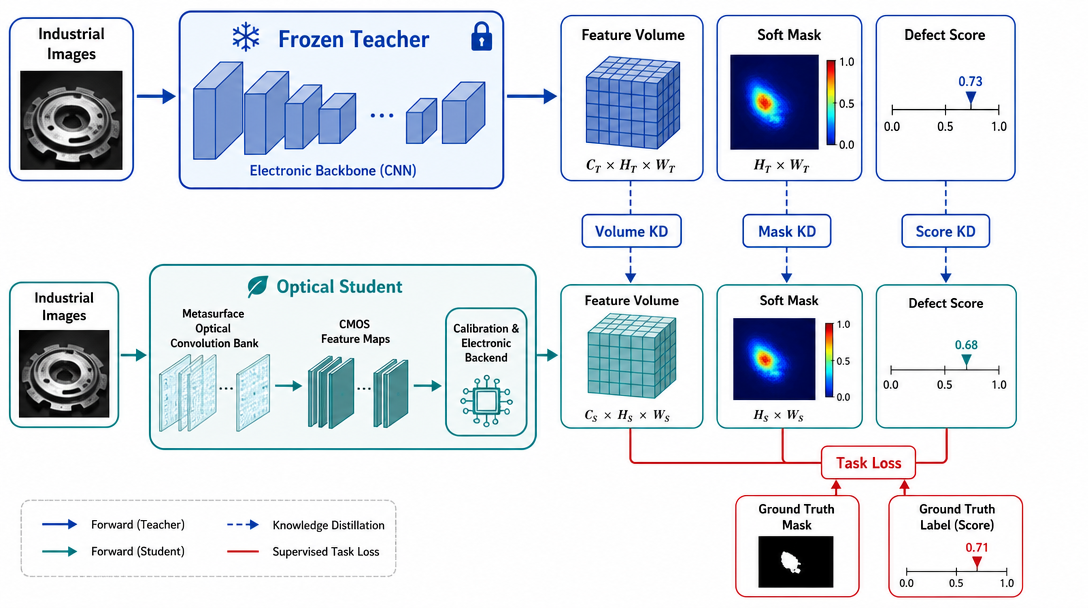 Industrial
Images
Frozen Teacher
...
Electronic Backbone (CNN)
Feature Volume
C_T × H_T × W_T
Soft Mask
1.0
0.5
0.0
H_T × W_T
Defect Score
0.73
0.0
0.5
1.0
Volume KD
Mask KD
Score KD
Industrial
Images
Optical Student
Metasurface
Optical
Convolution Bank
...
CMOS
Feature Maps
...
Calibration &
Electronic
Backend
Feature Volume
C_S × H_S × W_S
Soft Mask
1.0
0.5
0.0
H_S × W_S
Defect Score
0.68
0.0
0.5
1.0
Task Loss
Ground Truth
Mask
Ground Truth
Label (Score)
0.71
0.0
0.5
1.0
Forward (Teacher)
Knowledge Distillation
Forward (Student)
Supervised Task Loss